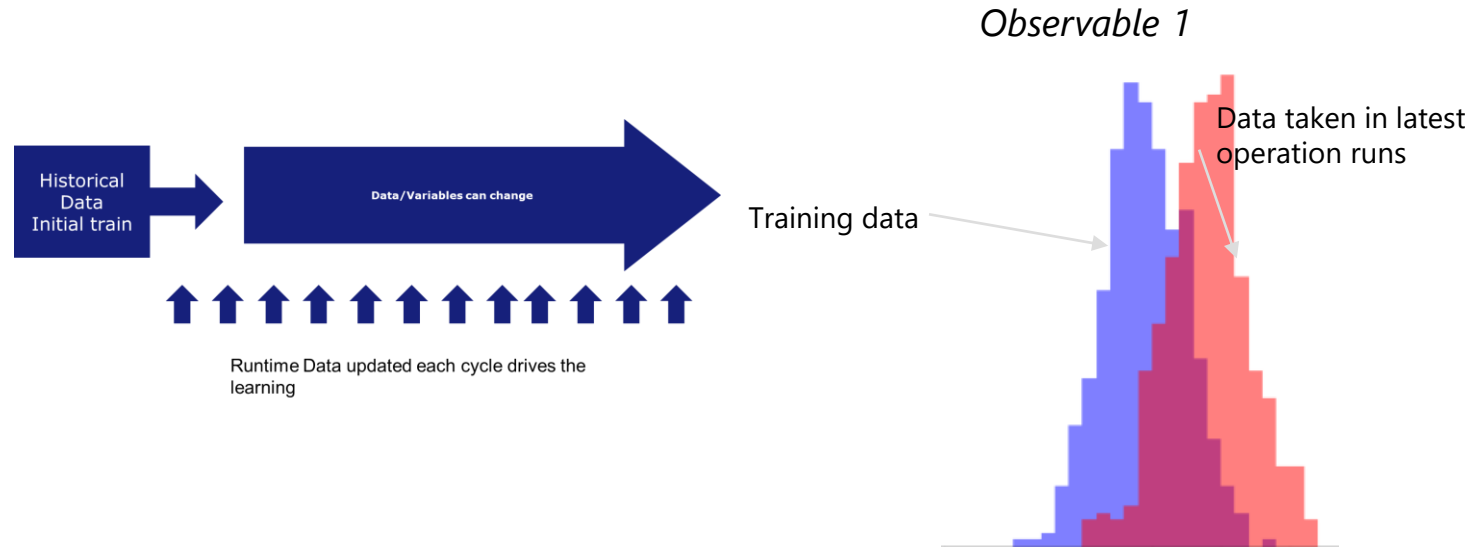 Observable 1
Historical
Data
Initial train
Data/Variables can change
Runtime Data updated each cycle drives the
learning
Training data
Data taken in latest
operation runs